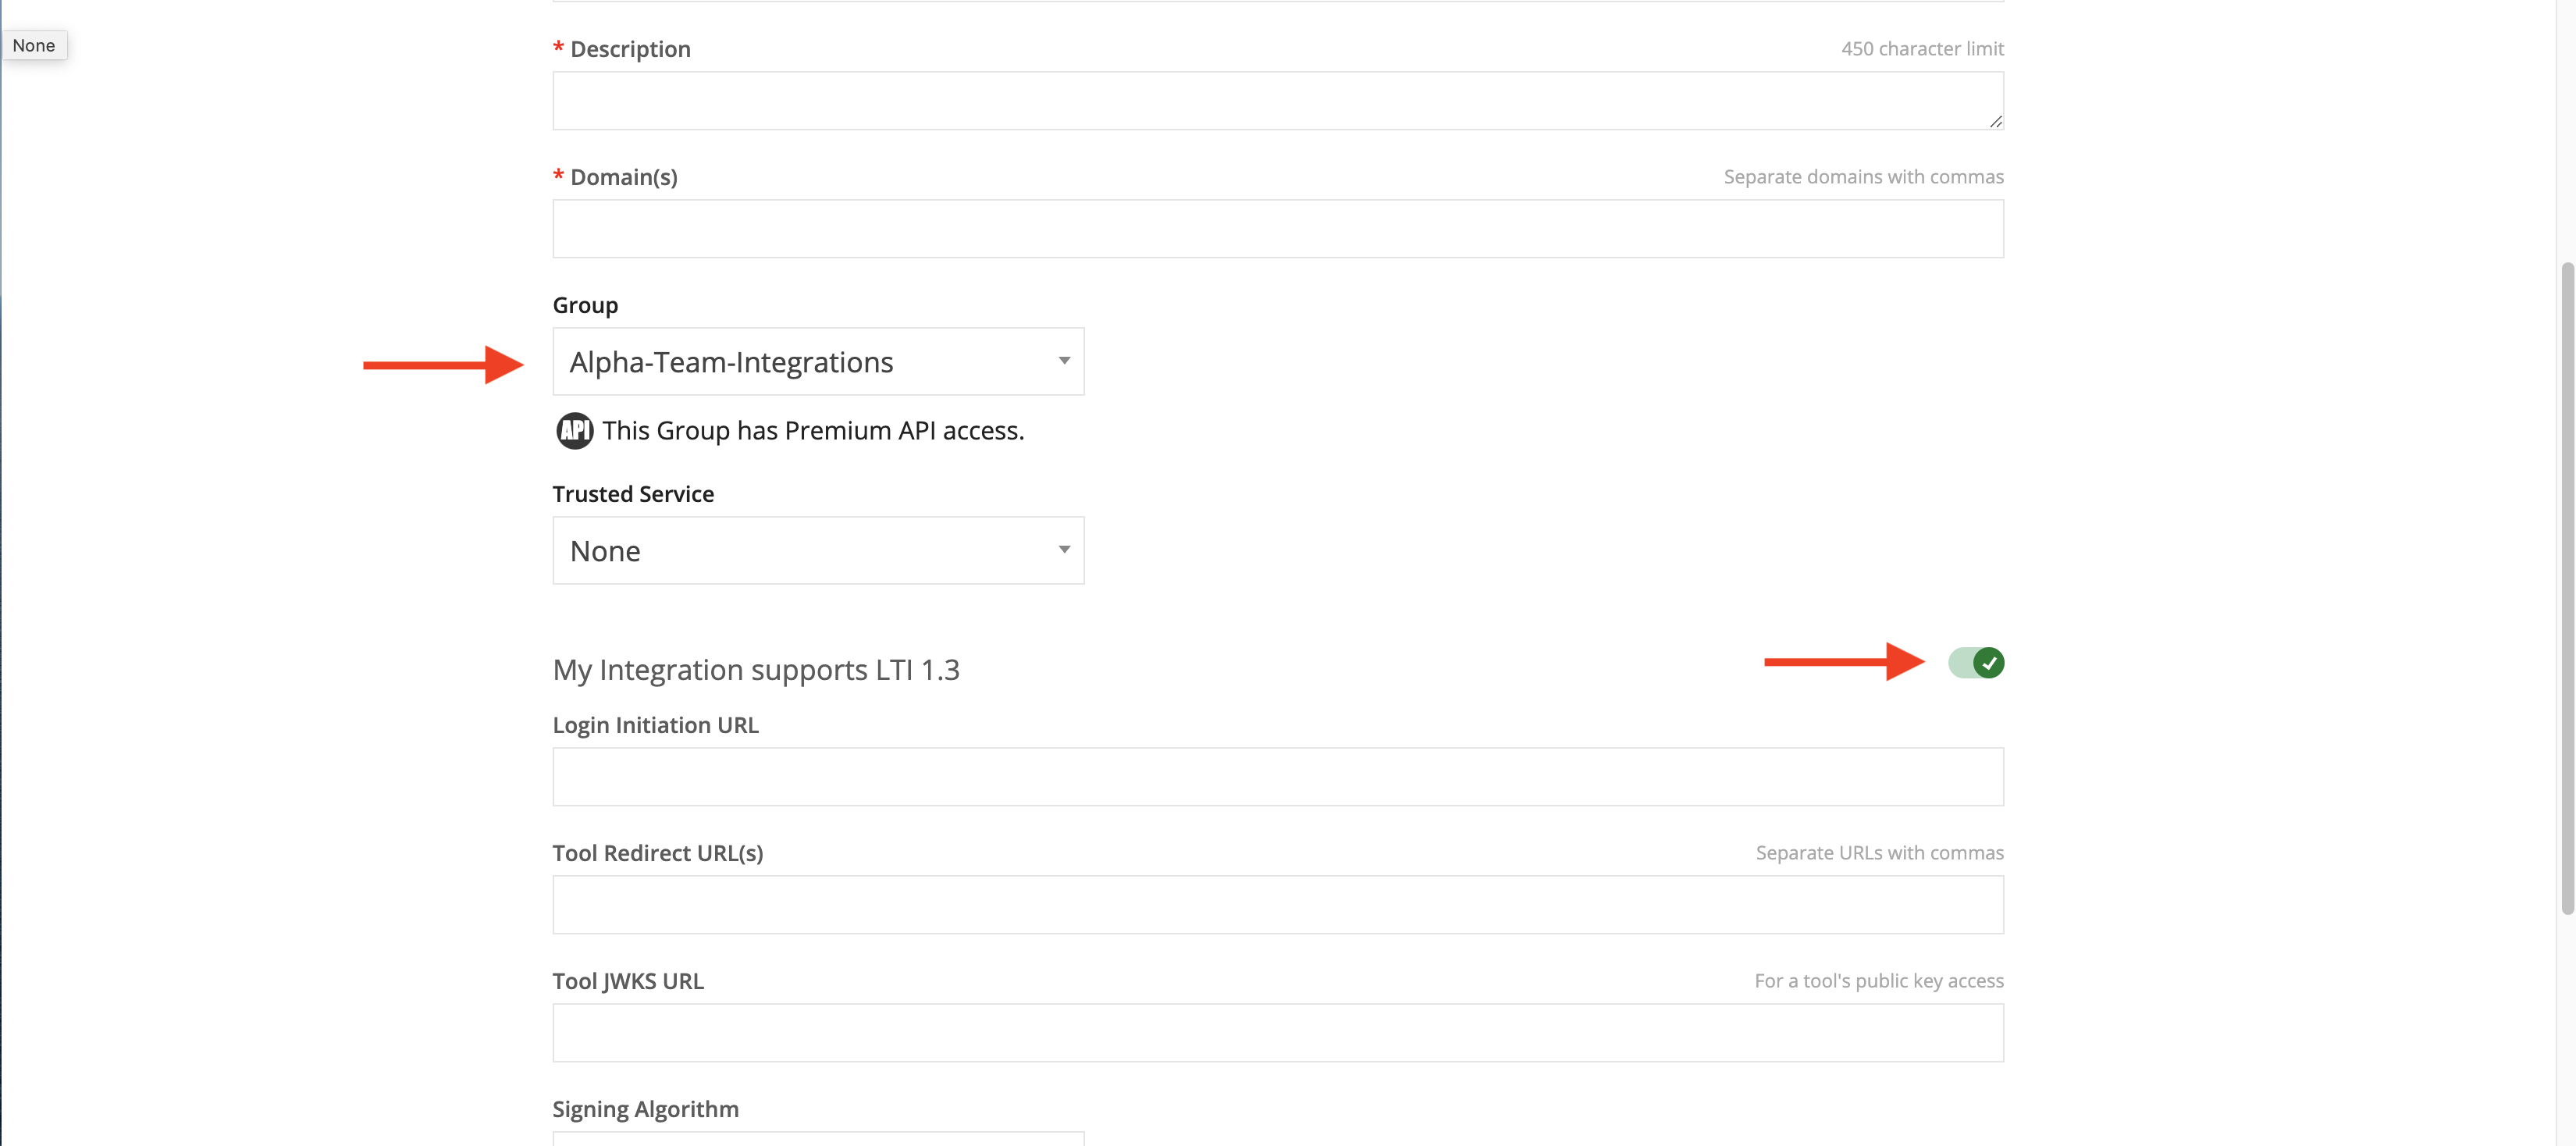 None
* Description
450 character limit
* Domain(s)
Separate domains with commas
Group
Alpha-Team-Integrations
API This Group has Premium API access.
Trusted Service
None
My Integration supports LTI 1.3
Login Initiation URL
Tool Redirect URL(s)
Separate URLs with commas
Tool JWKS URL
For a tool's public key access
Signing Algorithm